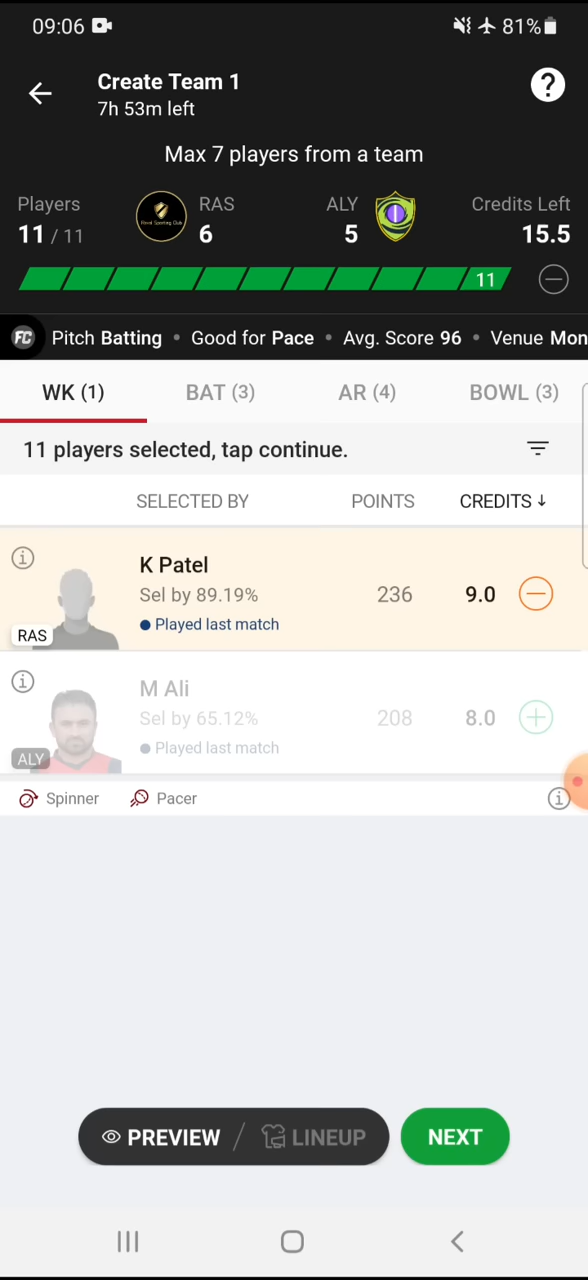 09:06 81%
Create Team 1
7h 53m left
?
Max 7 players from a team
Players RAS ALY Credits Left
11 / 11 6 5 15.5
11
FC Pitch Batting • Good for Pace • Avg. Score 96 • Venue Mon
WK (1) BAT (3) AR (4) BOWL (3)
11 players selected, tap continue.
SELECTED BY POINTS CREDITS ↓
K Patel
Sel by 89.19% 236 9.0
RAS Played last match
M Ali
Sel by 65.12% 208 8.0
ALY Played last match
Spinner Pacer
PREVIEW / LINEUP NEXT